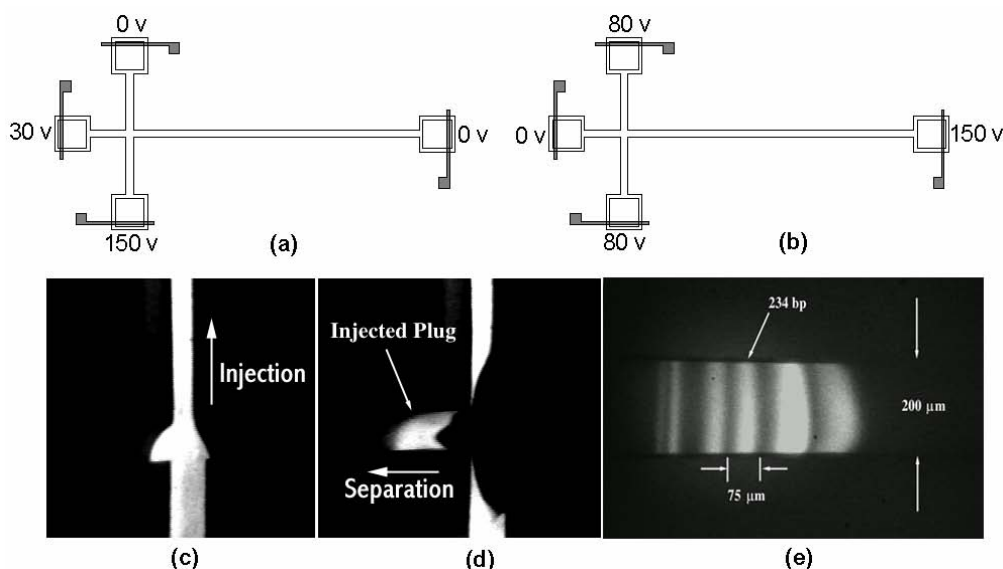 0 v
80 v
30 v
0 v
0 v
150 v
150 v
80 v
(a)
(b)
Injection
Injected Plug
Separation
234 bp
200 µm
75 µm
(c)
(d)
(e)